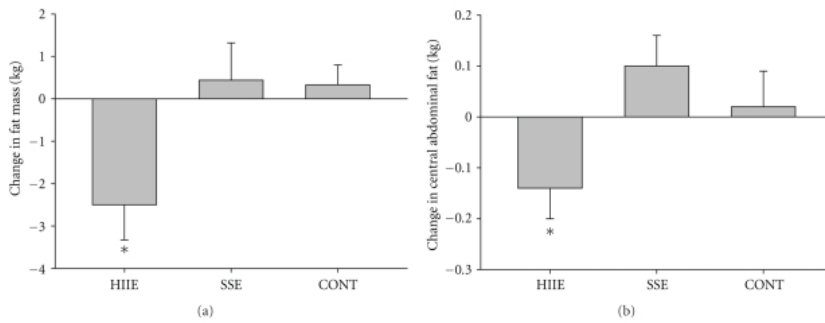 2
1
0
−1
−2
−3
−4
Change in fat mass (kg)
*
HIIE SSE CONT
(a)
0.2
0.1
0
−0.1
−0.2
−0.3
Change in central abdominal fat (kg)
*
HIIE SSE CONT
(b)